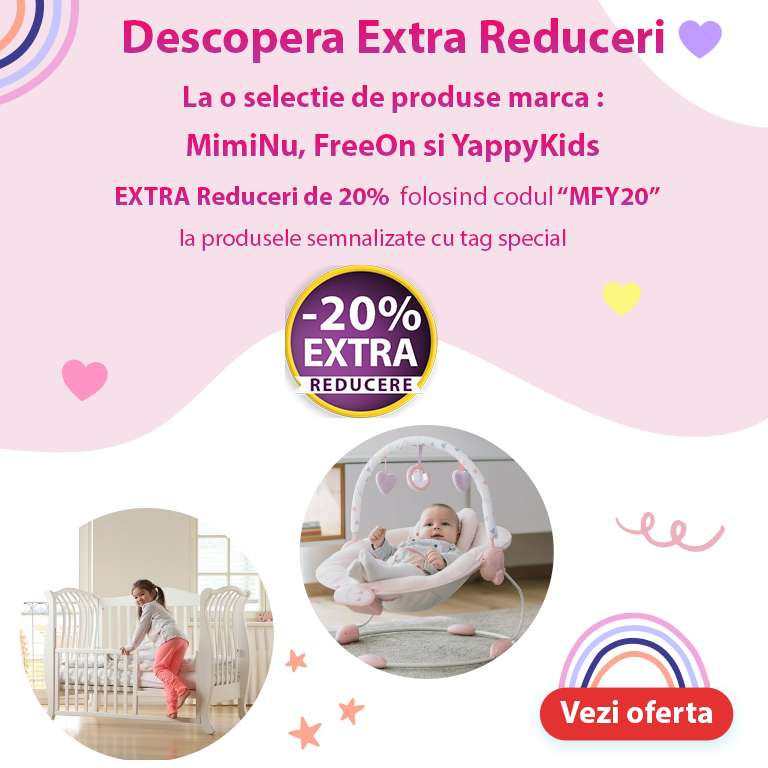 Descopera Extra Reduceri
La o selectie de produse marca :
MimiNu, FreeOn si YappyKids
EXTRA Reduceri de 20% folosind codul “MFY20”
la produsele semnalizate cu tag special
-20%
EXTRA
REDUCERE
Vezi oferta